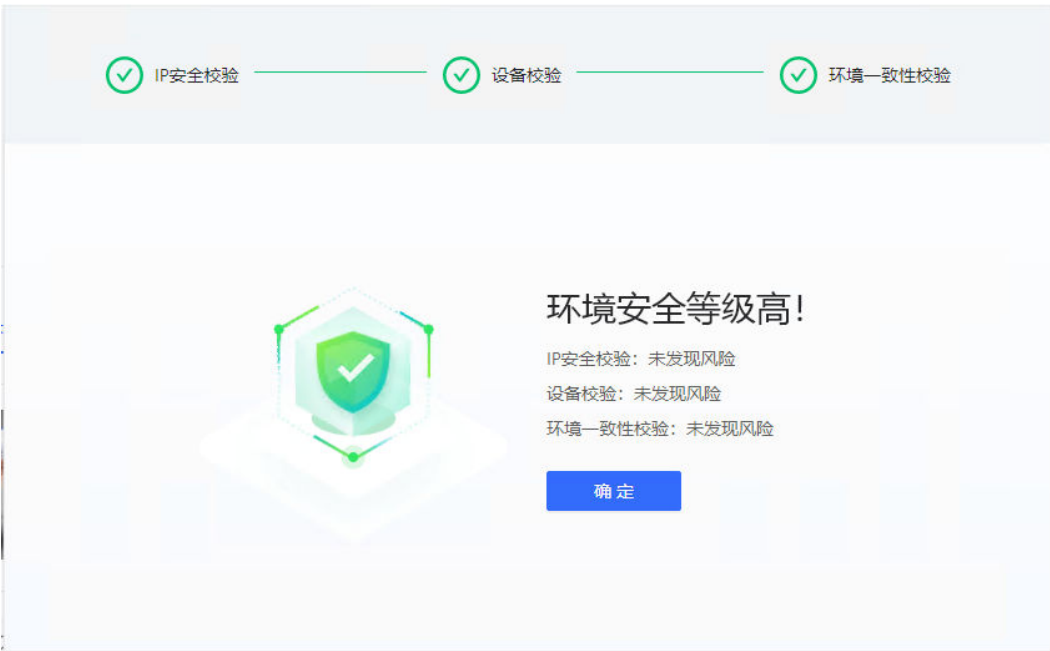 IP安全校验
设备校验
环境一致性校验
环境安全等级高!
IP安全校验：未发现风险
设备校验：未发现风险
环境一致性校验：未发现风险
确 定